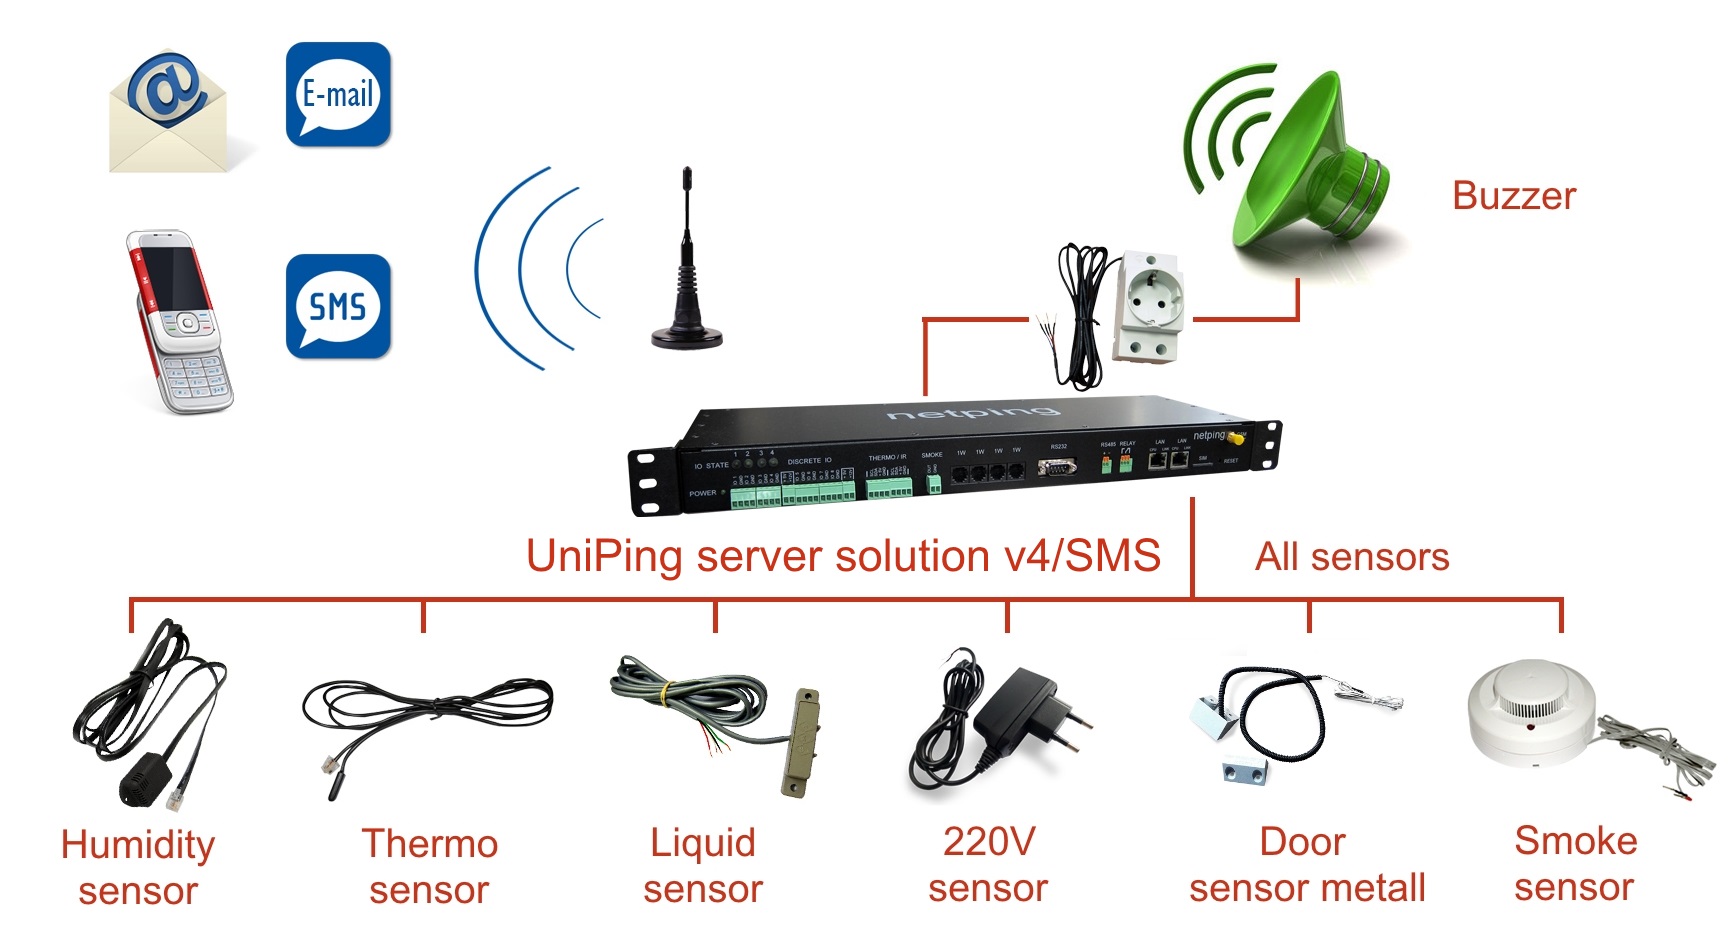 @
E-mail
SMS
Buzzer
netping
netping
IO STATE 1 2 3 4
DISCRETE IO
THERMO / IR
SMOKE
1W 1W 1W 1W
RS232
RS485
RELAY
LAN LAN
SIM
RESET
POWER
UniPing server solution v4/SMS
All sensors
Humidity
sensor
Thermo
sensor
Liquid
sensor
220V
sensor
Door
sensor metall
Smoke
sensor